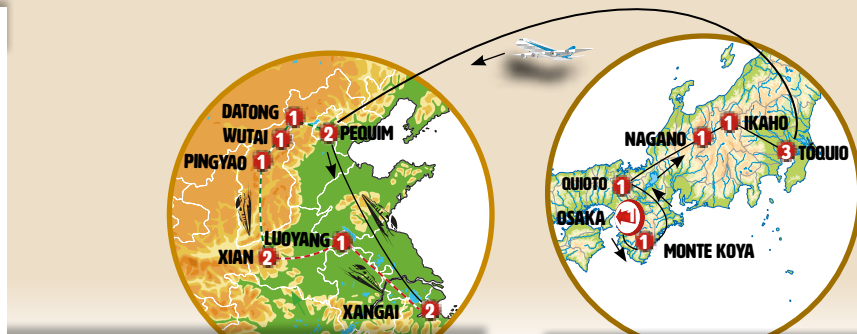 DATONG 1
WUTAI 1
PINGYAO 1
2 PEQUIM
LUOYANG 1
XIAN 2
XANGAI 2
NAGANO 1
1 IKAHO
3 TÓQUIO
QUIOTO 1
OSAKA
1 MONTE KOYA